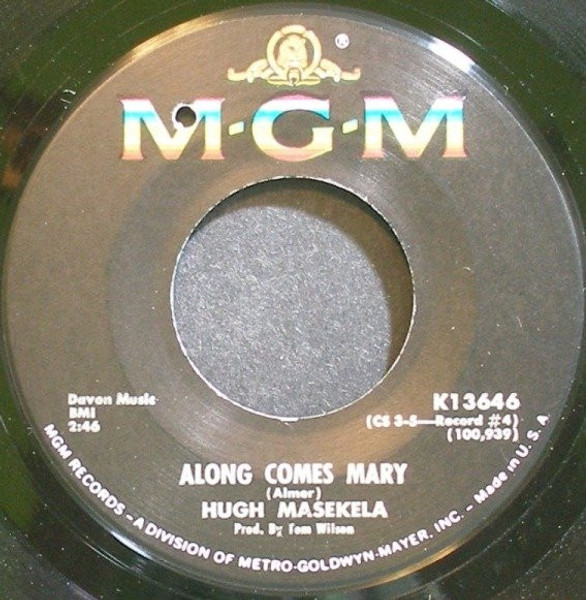 ®
M·G·M
Davon Music
BMI
2:46
K13646
(CS 3-5—Record #4)
(100,939)
ALONG COMES MARY
(Almer)
HUGH MASEKELA
Prod. By Tom Wilson
MGM RECORDS – A DIVISION OF METRO-GOLDWYN-MAYER, INC. – Made in U. S. A.